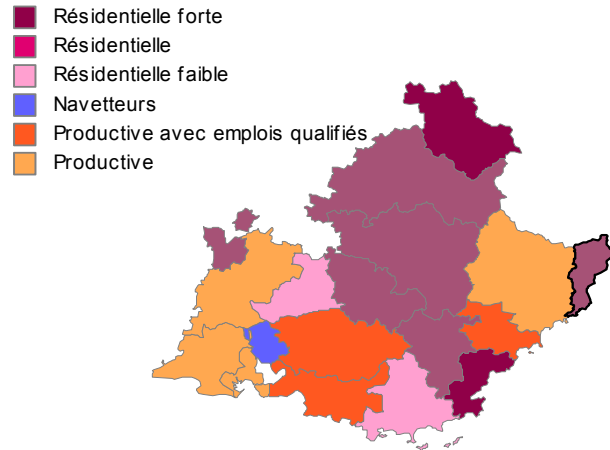 Résidentielle forte
Résidentielle
Résidentielle faible
Navetteurs
Productive avec emplois qualifiés
Productive